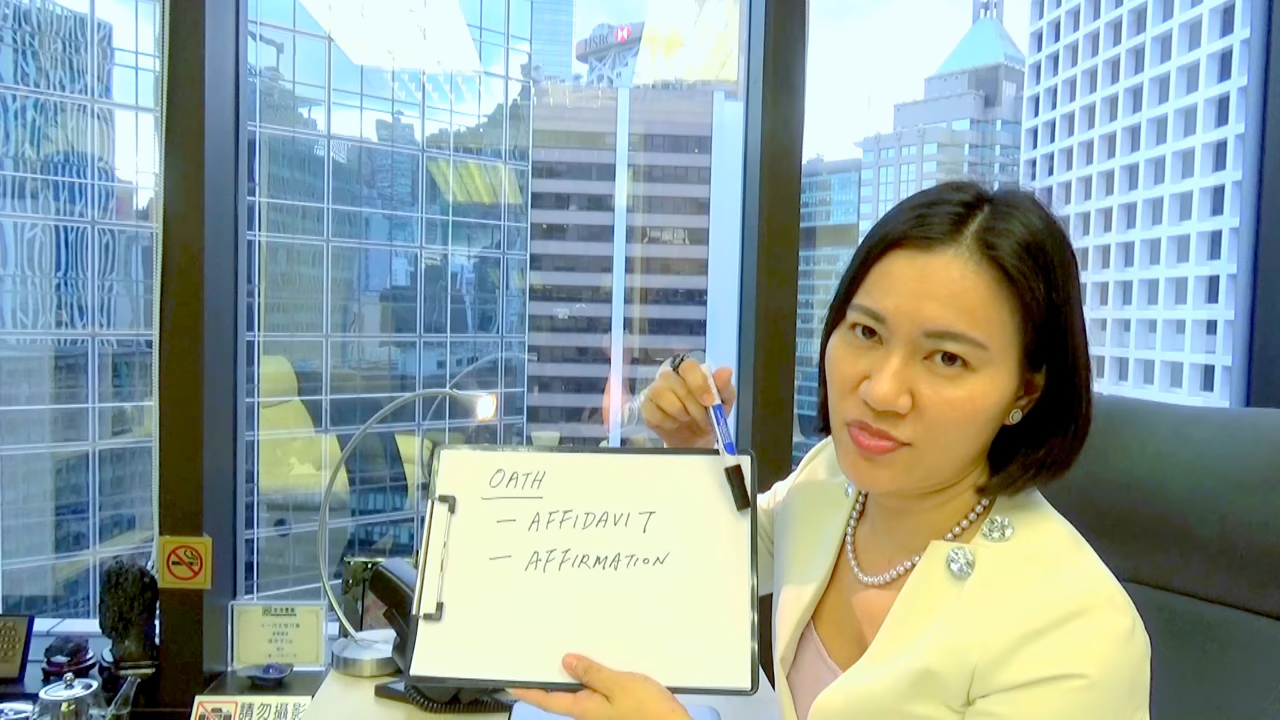 HSBC
OATH
— AFFIDAVIT
— AFFIRMATION
請勿攝影